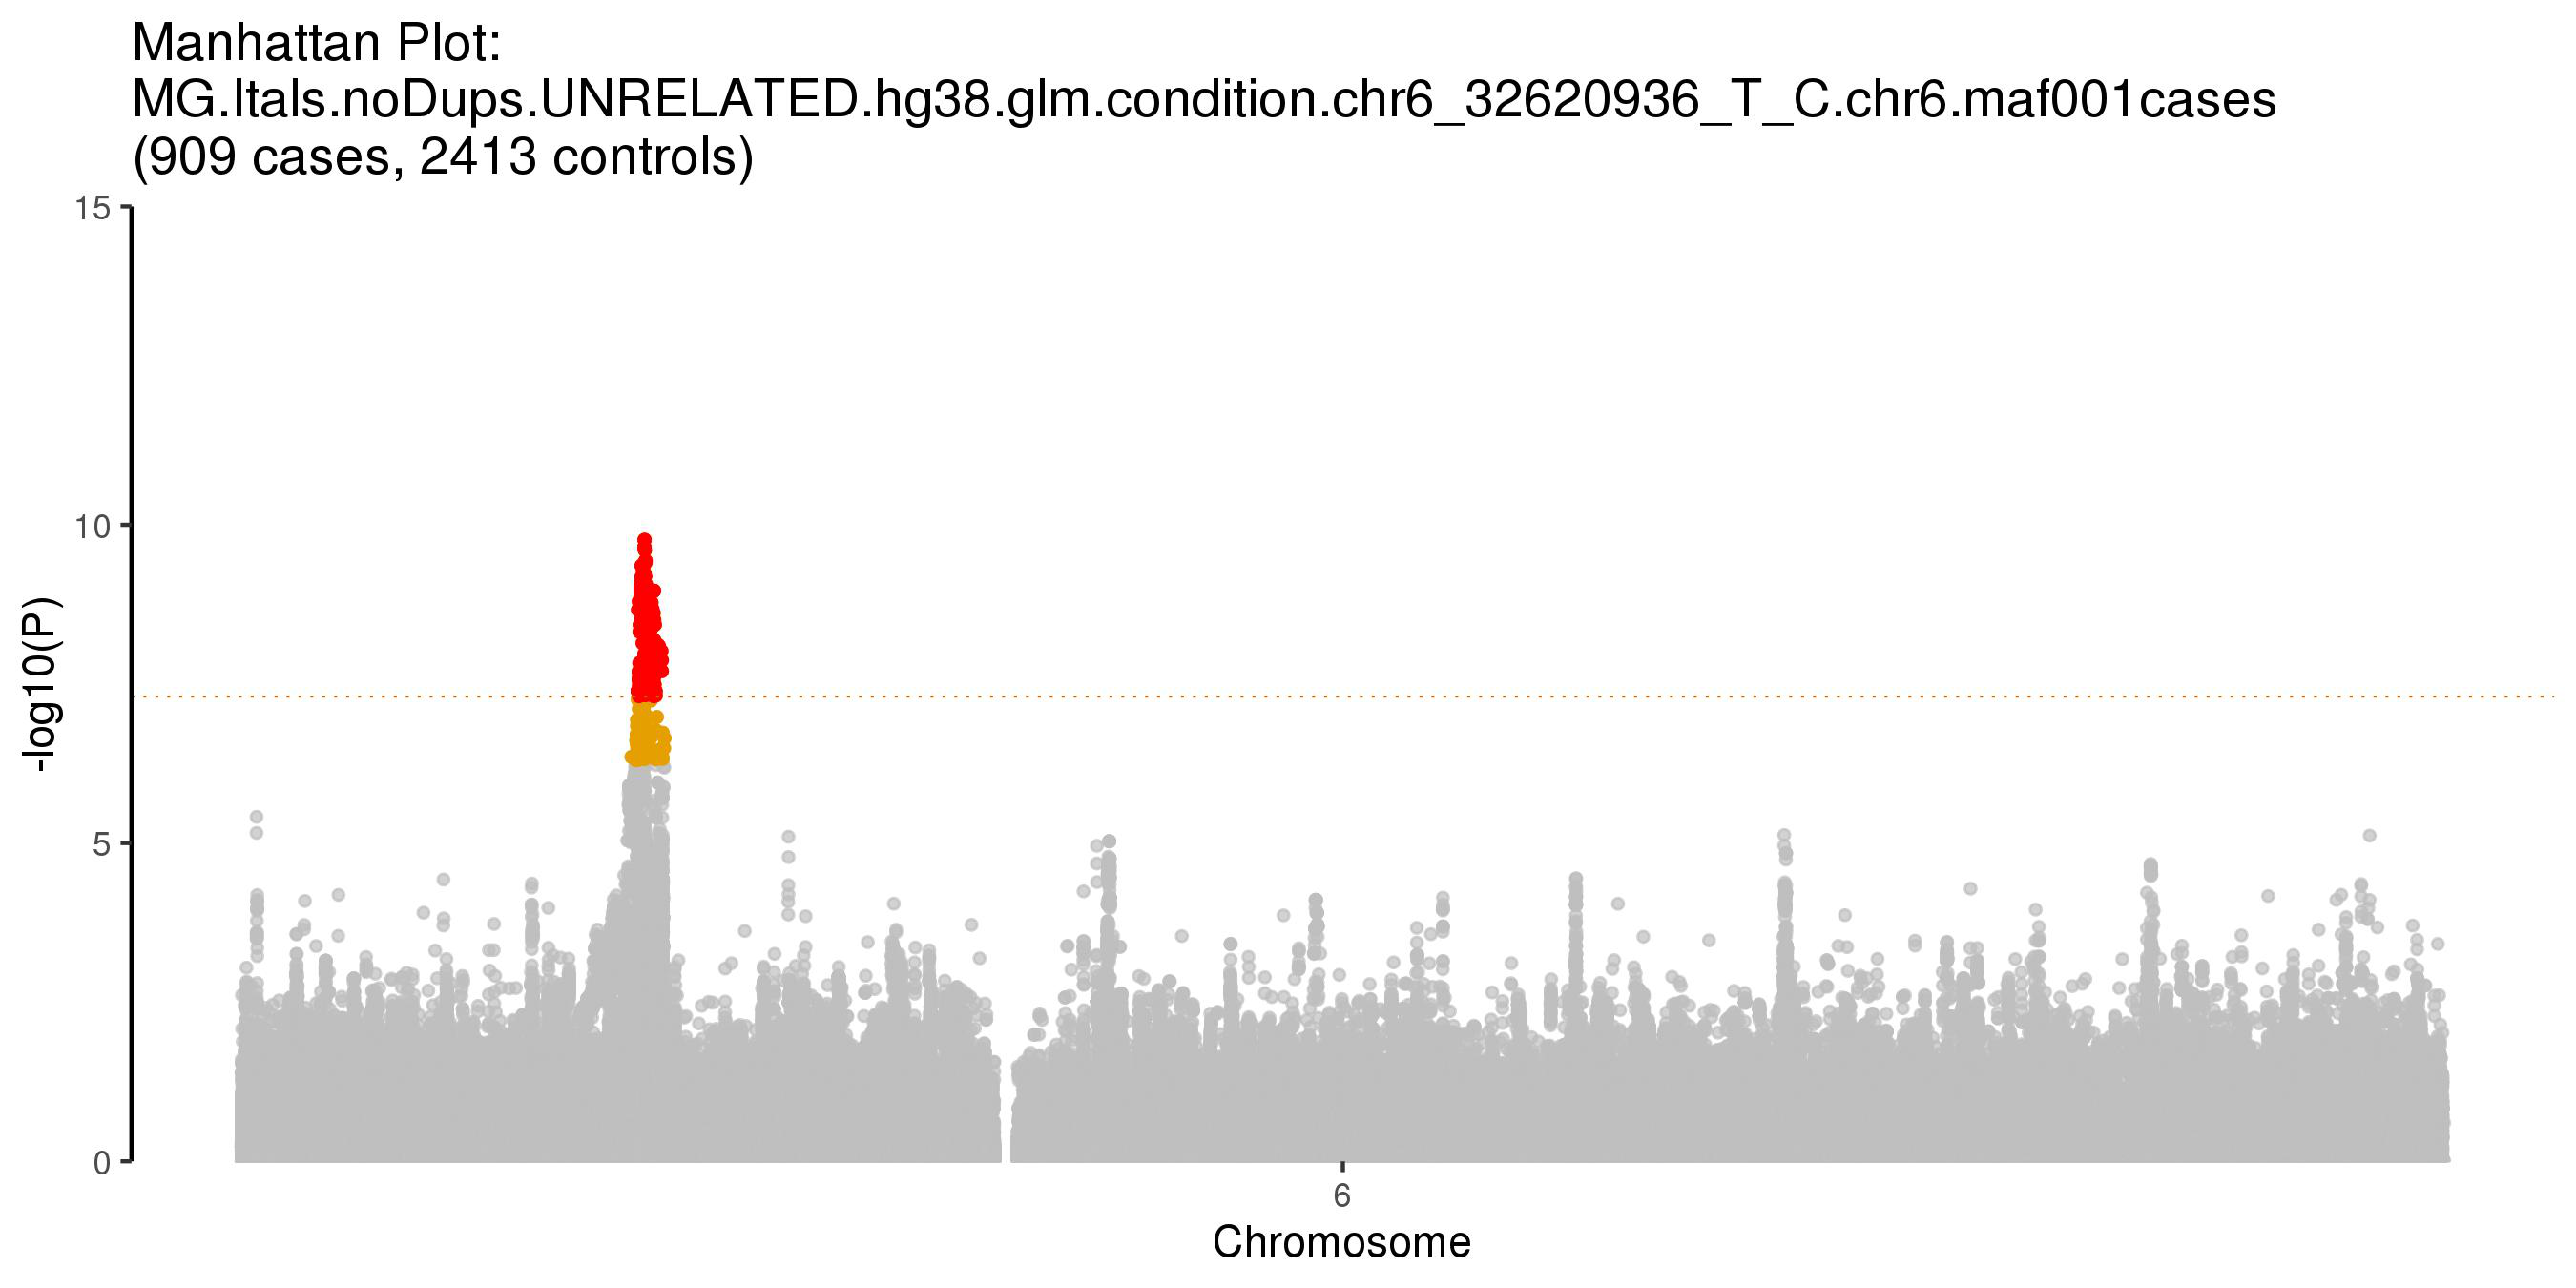 Manhattan Plot:
MG.Itals.noDups.UNRELATED.hg38.glm.condition.chr6_32620936_T_C.chr6.maf001cases
(909 cases, 2413 controls)
15
10
5
0
-log10(P)
6
Chromosome